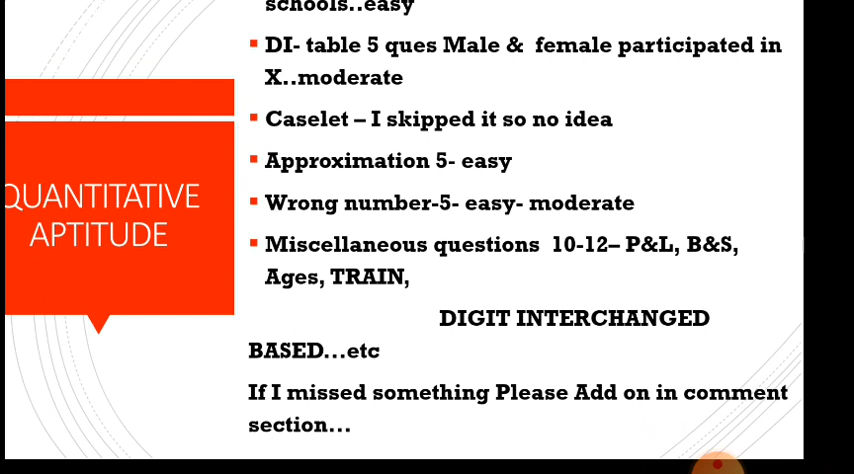 schools..easy
DI- table 5 ques Male & female participated in
X..moderate
Caselet – I skipped it so no idea
Approximation 5- easy
Wrong number-5- easy- moderate
Miscellaneous questions 10-12– P&L, B&S,
Ages, TRAIN,
DIGIT INTERCHANGED
BASED...etc
If I missed something Please Add on in comment
section...
QUANTITATIVE
APTITUDE